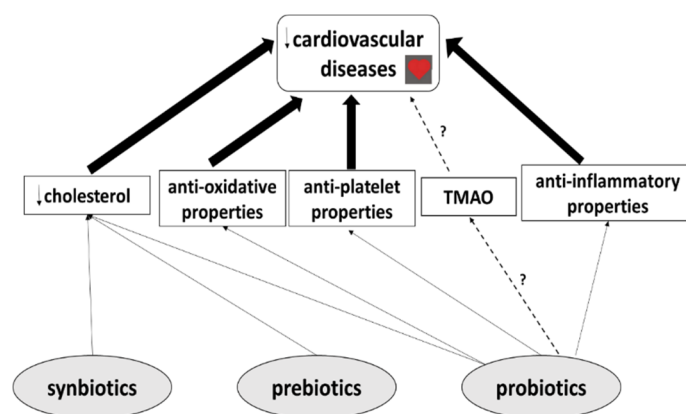 ↓cardiovascular
diseases
?
↓cholesterol
anti-oxidative
properties
anti-platelet
properties
TMAO
anti-inflammatory
properties
?
synbiotics
prebiotics
probiotics